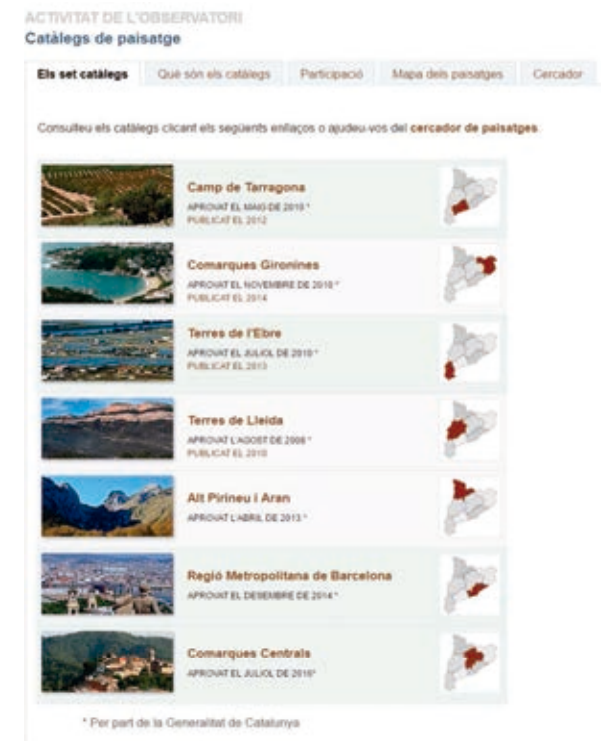 ACTIVITAT DE L'OBSERVATORI
Catàlegs de paisatge
Els set catàlegs Què són els catàlegs Participació Mapa dels paisatges Cercador
Consulteu els catàlegs clicant els següents enllaços o ajudeu-vos del cercador de paisatges.
Camp de Tarragona
APROVAT EL MAIG DE 2010 *
PUBLICAT EL 2012
Comarques Gironines
APROVAT EL NOVEMBRE DE 2010 *
PUBLICAT EL 2014
Terres de l'Ebre
APROVAT EL JULIOL DE 2010 *
PUBLICAT EL 2013
Terres de Lleida
APROVAT L'AGOST DE 2008 *
PUBLICAT EL 2010
Alt Pirineu i Aran
APROVAT L'ABRIL DE 2013 *
Regió Metropolitana de Barcelona
APROVAT EL DESEMBRE DE 2014 *
Comarques Centrals
APROVAT EL JULIOL DE 2016*
* Per part de la Generalitat de Catalunya